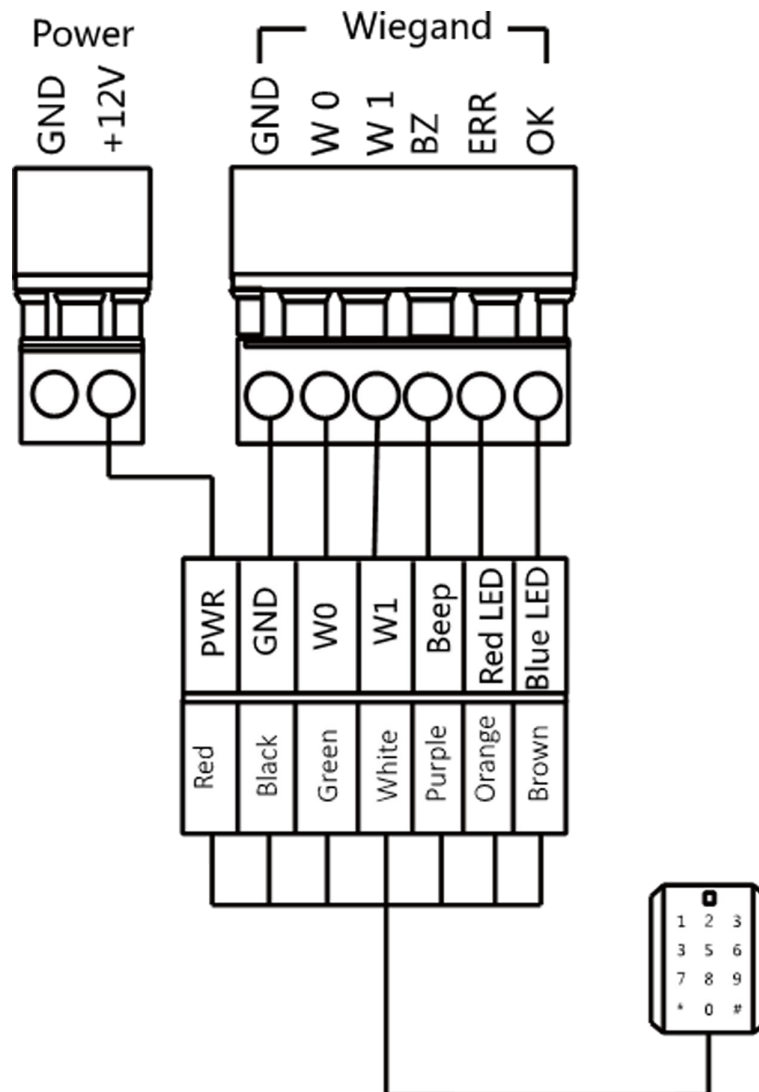 Power
Wiegand
GND
+12V
GND
W 0
W 1
BZ
ERR
OK
PWR
GND
W0
W1
Beep
Red LED
Blue LED
Red
Black
Green
White
Purple
Orange
Brown
1 2 3
3 5 6
7 8 9
* 0 #